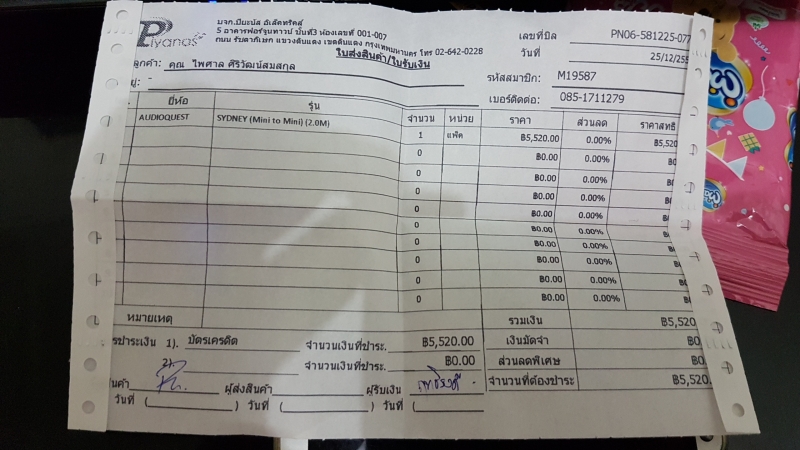 Piyanas
บจก.ปิยะนัส อิเล็คทริคส์
5 อาคารฟอร์จูนทาวน์ ชั้นที่3 ห้องเลขที่ 001-007
ถนน รัชดาภิเษก แขวงดินแดง เขตดินแดง กรุงเทพมหานคร โทร 02-642-0228
ใบส่งสินค้า/ใบรับเงิน
เลขที่บิล PN06-581225-077
วันที่ 25/12/255
ลูกค้า: คุณ ไพศาล ศิริวัฒน์สมสกุล
รหัสสมาชิก: M19587
ยู่: -
เบอร์ติดต่อ: 085-1711279
ยี่ห้อ รุ่น จำนวน หน่วย ราคา ส่วนลด ราคาสุทธิ
AUDIOQUEST SYDNEY (Mini to Mini) (2.0M) 1 แพ็ค ฿5,520.00 0.00% ฿5,520
0 ฿0.00 0.00% ฿0
0 ฿0.00 0.00% ฿0
0 ฿0.00 0.00% ฿0
0 ฿0.00 0.00% ฿0
0 ฿0.00 0.00% ฿0
0 ฿0.00 0.00% ฿0
0 ฿0.00 0.00% ฿0
0 ฿0.00 0.00% ฿0
0 ฿0.00 0.00% ฿0
หมายเหตุ รวมเงิน ฿5,520
รชำระเงิน 1). บัตรเครดิต จำนวนเงินที่ชำระ. ฿5,520.00 เงินมัดจำ ฿0
2). จำนวนเงินที่ชำระ. ฿0.00 ส่วนลดพิเศษ ฿0
นค้า ผู้ส่งสินค้า ผู้รับเงิน จำนวนที่ต้องชำระ ฿5,520.
วันที่ ( ) วันที่ ( ) ( )